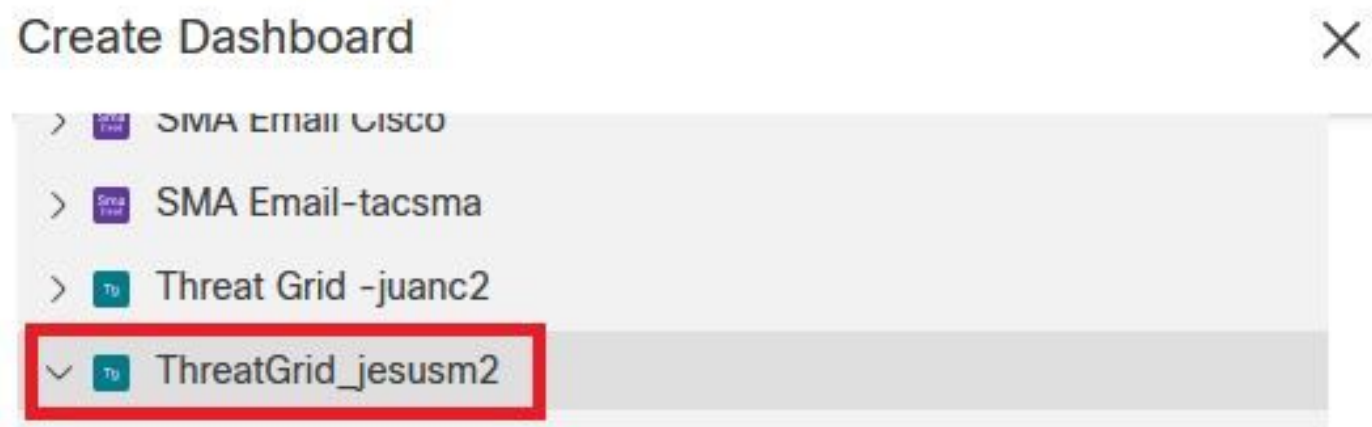 Create Dashboard
SMA Email Cisco
SMA Email-tacsma
Threat Grid -juanc2
ThreatGrid_jesusm2